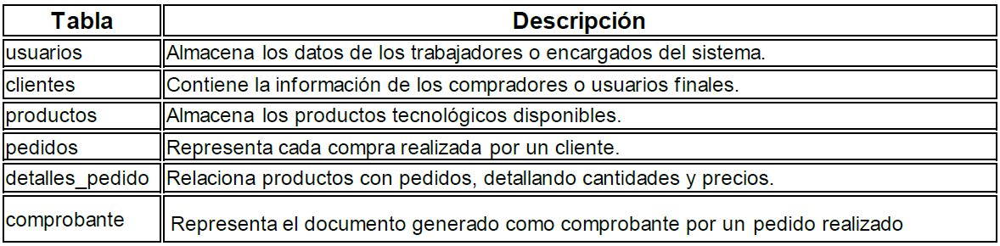 Tabla Descripción
usuarios Almacena los datos de los trabajadores o encargados del sistema.
clientes Contiene la información de los compradores o usuarios finales.
productos Almacena los productos tecnológicos disponibles.
pedidos Representa cada compra realizada por un cliente.
detalles_pedido Relaciona productos con pedidos, detallando cantidades y precios.
comprobante Representa el documento generado como comprobante por un pedido realizado